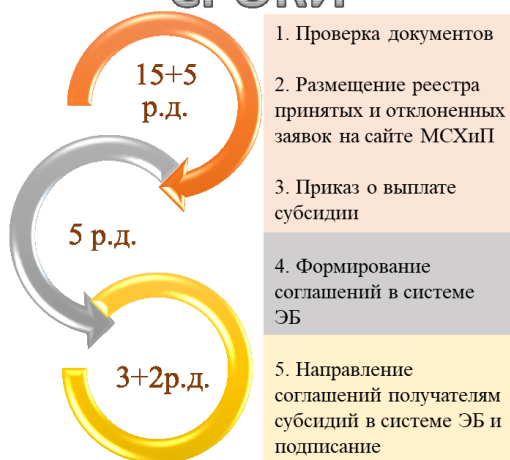 СРОКИ
15+5
р.д.
1. Проверка документов
2. Размещение реестра
принятых и отклоненных
заявок на сайте МСХиП
3. Приказ о выплате
субсидии
5 р.д.
4. Формирование
соглашений в системе
ЭБ
3+2р.д.
5. Направление
соглашений получателям
субсидий в системе ЭБ и
подписание